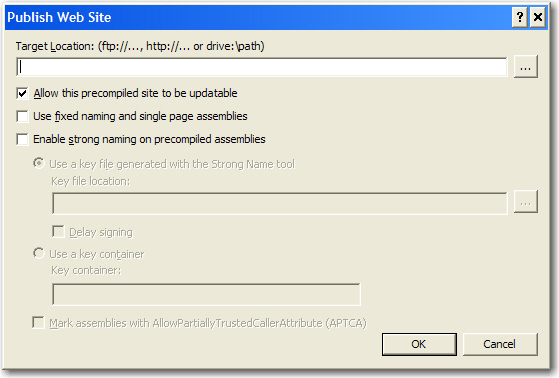 Publish Web Site
Target Location: (ftp://..., http://... or drive:\path)
...
Allow this precompiled site to be updatable
Use fixed naming and single page assemblies
Enable strong naming on precompiled assemblies
Use a key file generated with the Strong Name tool
Key file location:
...
Delay signing
Use a key container
Key container:
Mark assemblies with AllowPartiallyTrustedCallerAttribute (APTCA)
OK Cancel